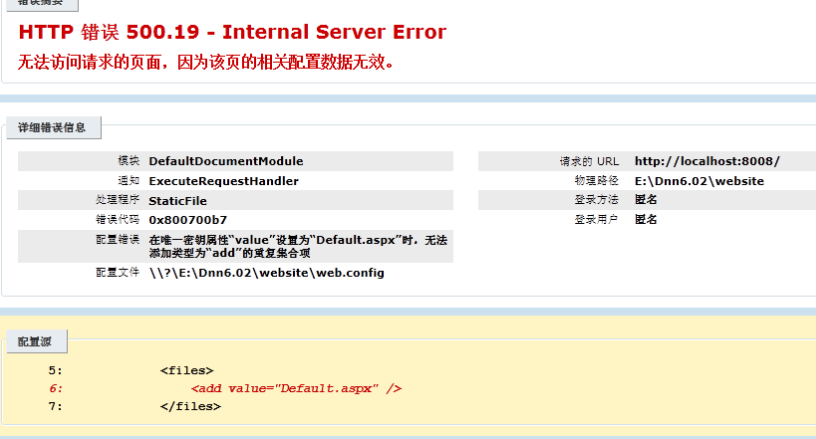 错误摘要
HTTP 错误 500.19 - Internal Server Error
无法访问请求的页面，因为该页的相关配置数据无效。
详细错误信息
模块 DefaultDocumentModule
通知 ExecuteRequestHandler
处理程序 StaticFile
错误代码 0x800700b7
配置错误 在唯一密钥属性“value”设置为“Default.aspx”时，无法
添加类型为“add”的重复集合项
配置文件 \\?\E:\Dnn6.02\website\web.config
请求的 URL http://localhost:8008/
物理路径 E:\Dnn6.02\website
登录方法 匿名
登录用户 匿名
配置源
5: <files>
6: <add value="Default.aspx" />
7: </files>